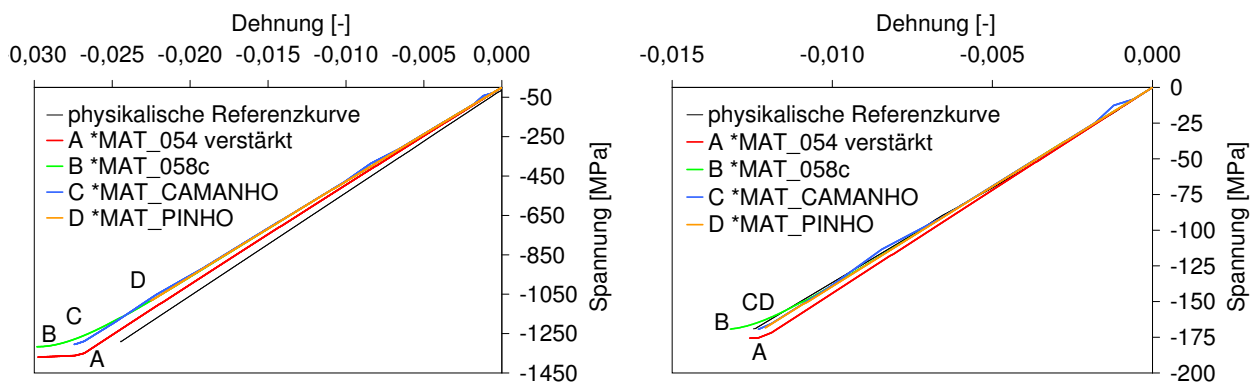 Dehnung [-]
0,030 -0,025 -0,020 -0,015 -0,010 -0,005 0,000
-50
-250
-450
-650
-850
-1050
-1250
-1450
Spannung [MPa]
physikalische Referenzkurve
A *MAT_054 verstärkt
B *MAT_058c
C *MAT_CAMANHO
D *MAT_PINHO
D
C
B
A
Dehnung [-]
-0,015 -0,010 -0,005 0,000
0
-25
-50
-75
-100
-125
-150
-175
-200
Spannung [MPa]
physikalische Referenzkurve
A *MAT_054 verstärkt
B *MAT_058c
C *MAT_CAMANHO
D *MAT_PINHO
CD
B
A